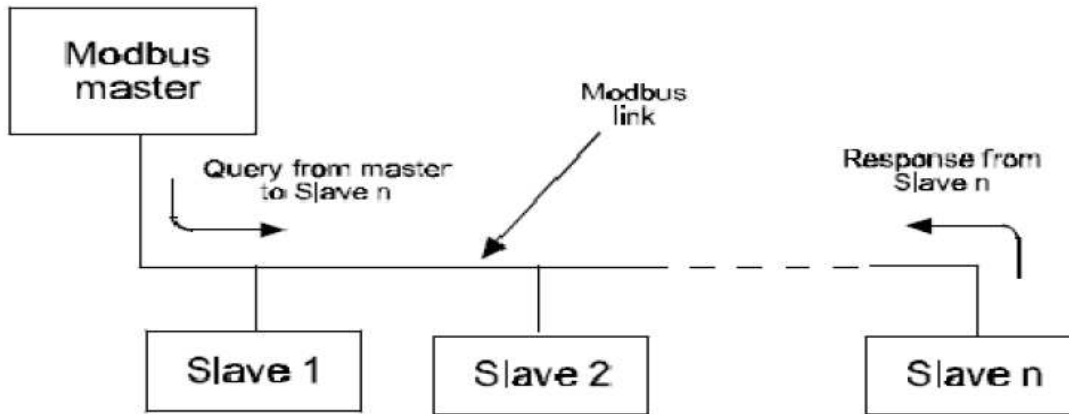 Modbus
master
Modbus
link
Query from master
to Slave n
Response from
Slave n
Slave 1
Slave 2
Slave n